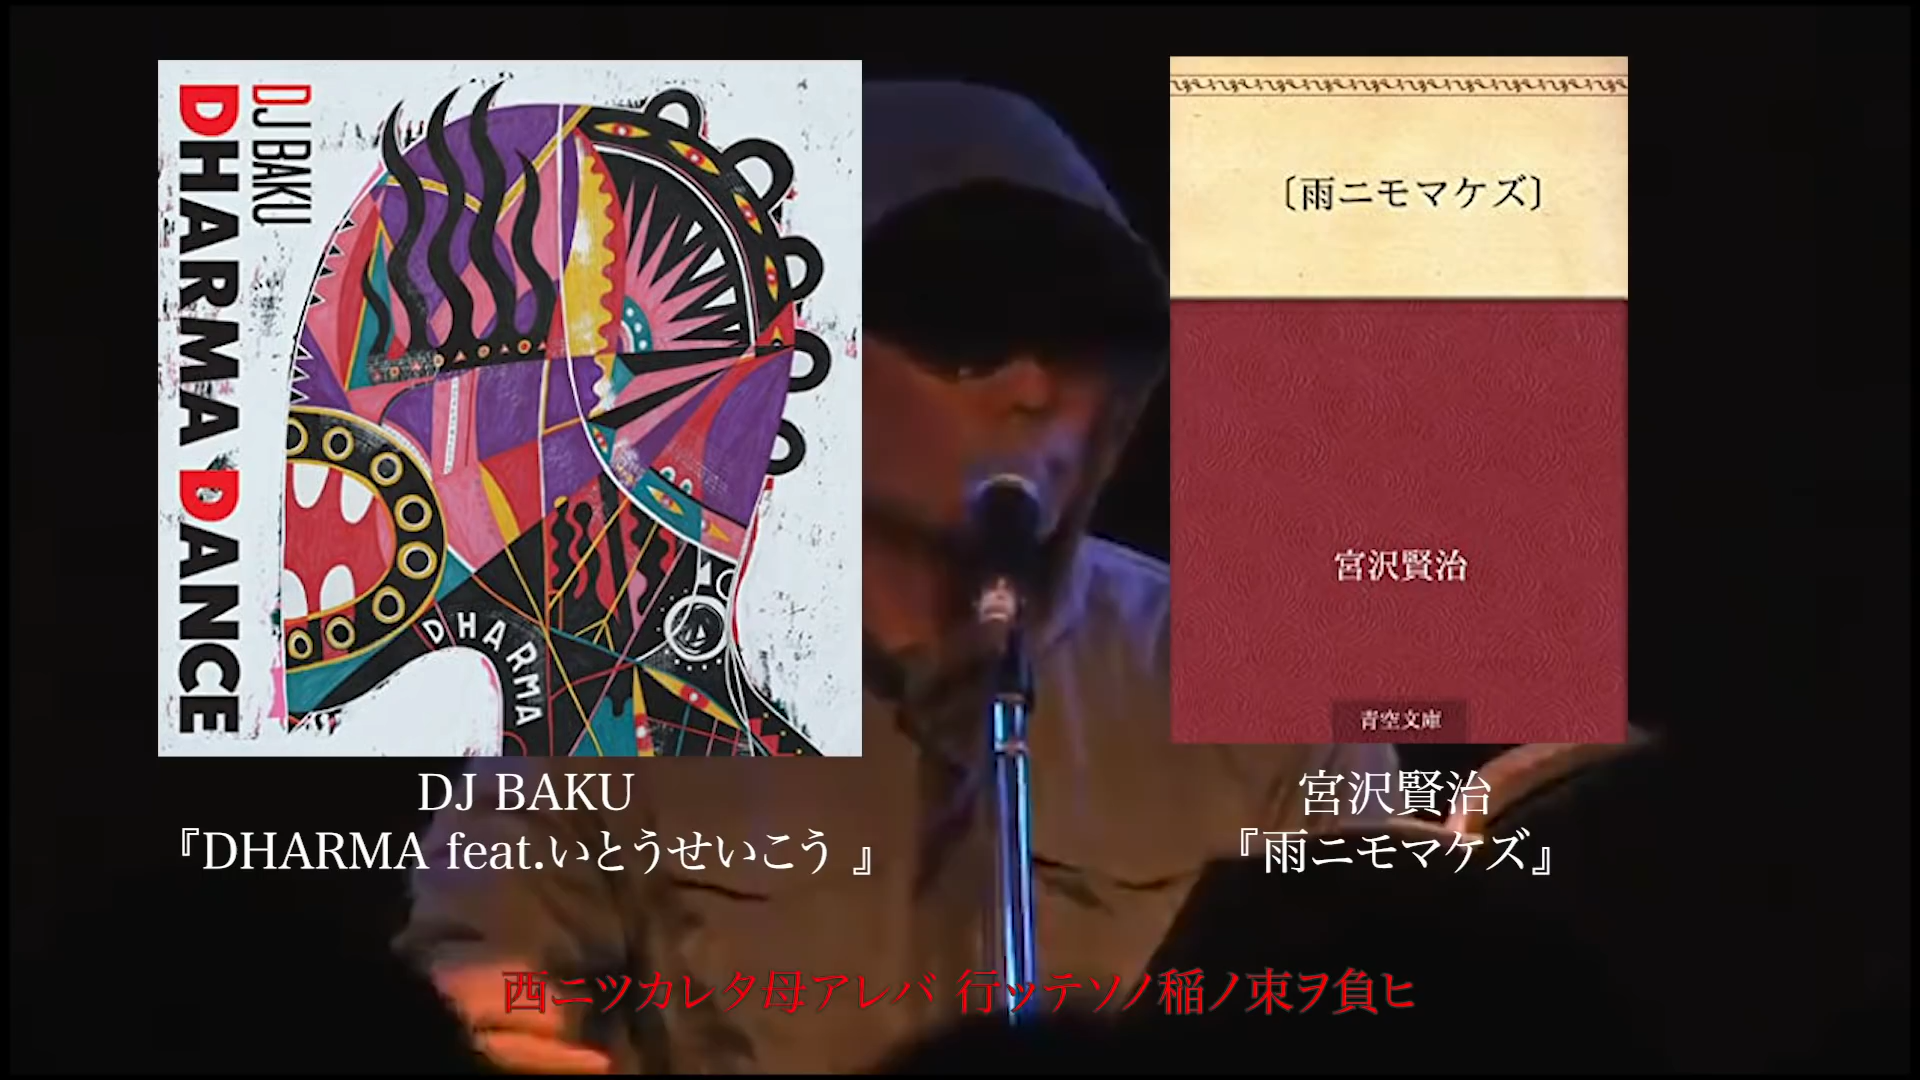 DJ BAKU
DHARMA DANCE
DHARMA
〔雨ニモマケズ〕
宮沢賢治
青空文庫
DJ BAKU
『DHARMA feat.いとうせいこう 』
宮沢賢治
『雨ニモマケズ』
西ニツカレタ母アレバ 行ッテソノ稲ノ束ヲ負ヒ